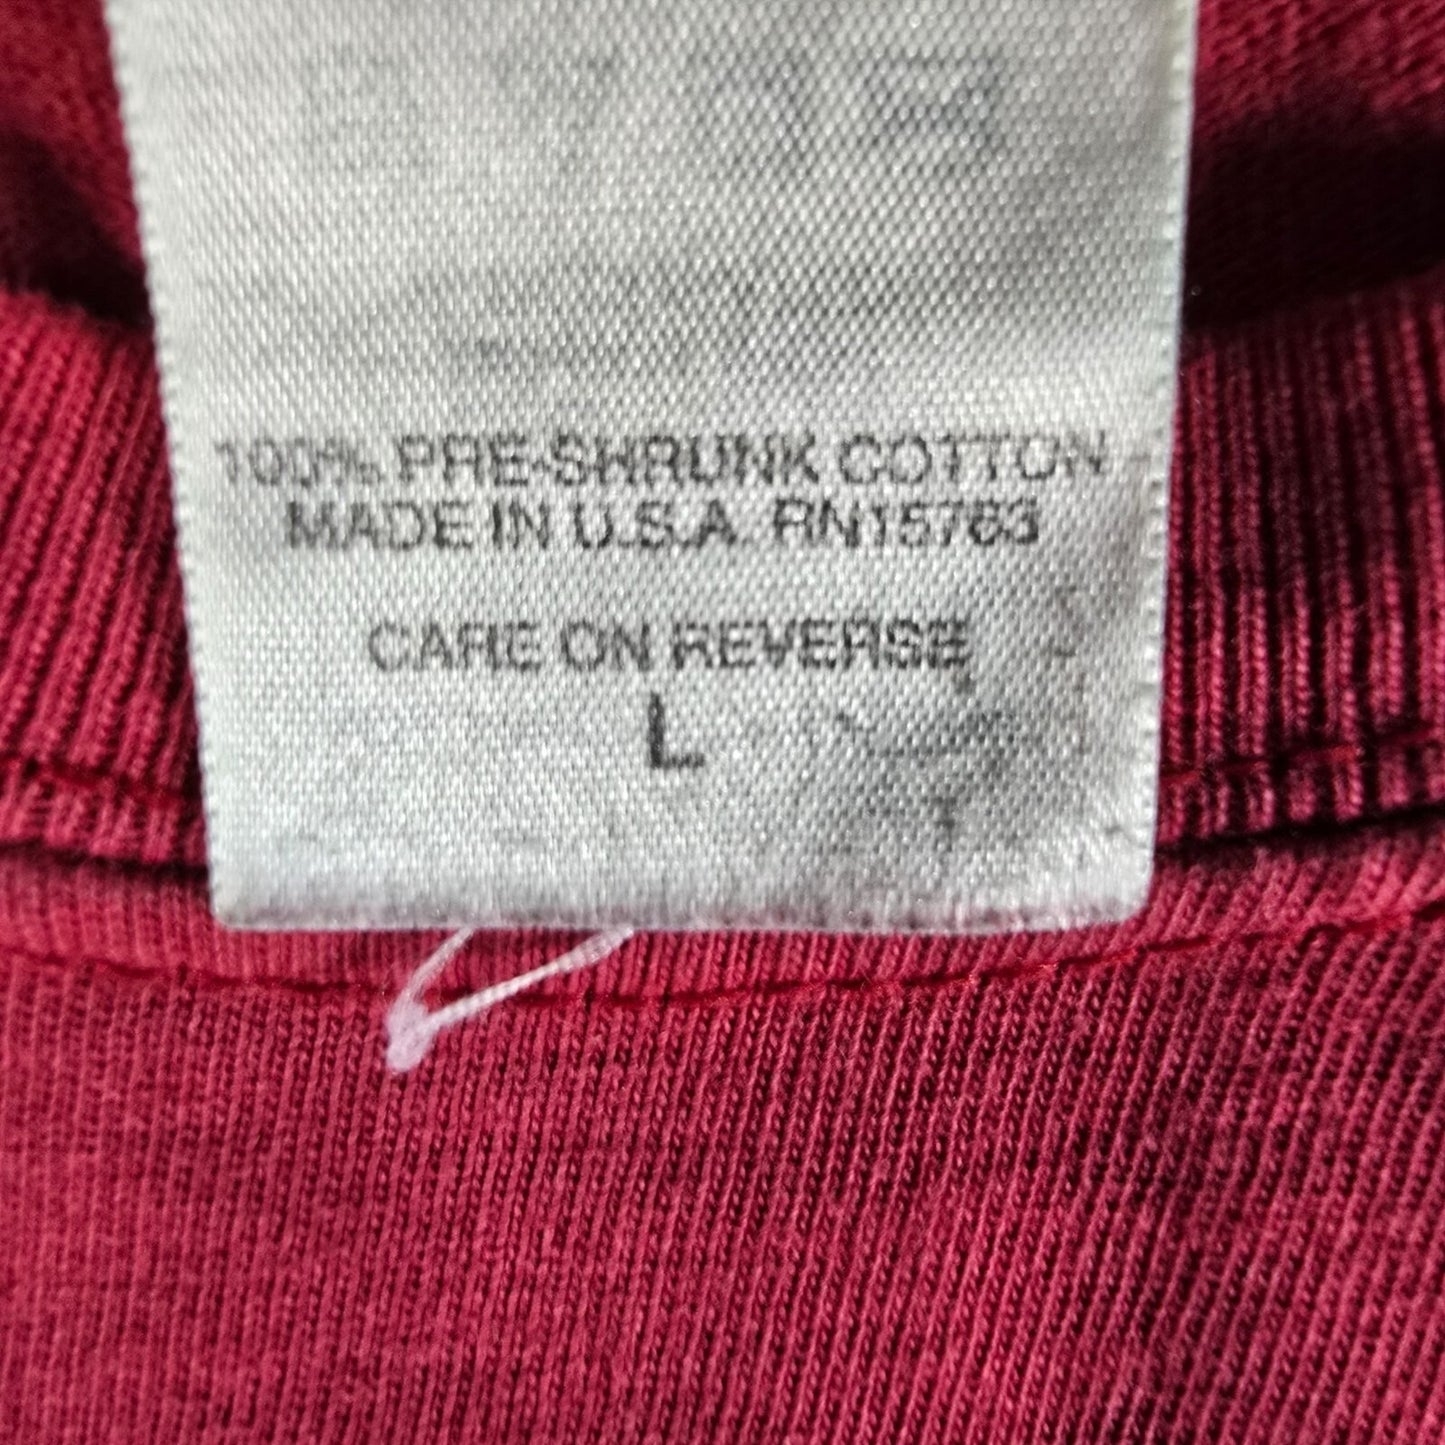 100% PRE-SHRUNK COTTON
MADE IN U.S.A. RN15763
CARE ON REVERSE
L